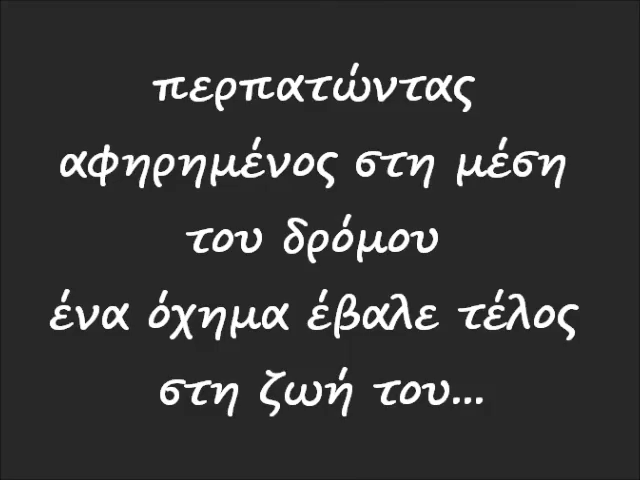 περπατώντας
αφηρημένος στη μέση
του δρόμου
ένα όχημα έβαλε τέλος
στη ζωή του...